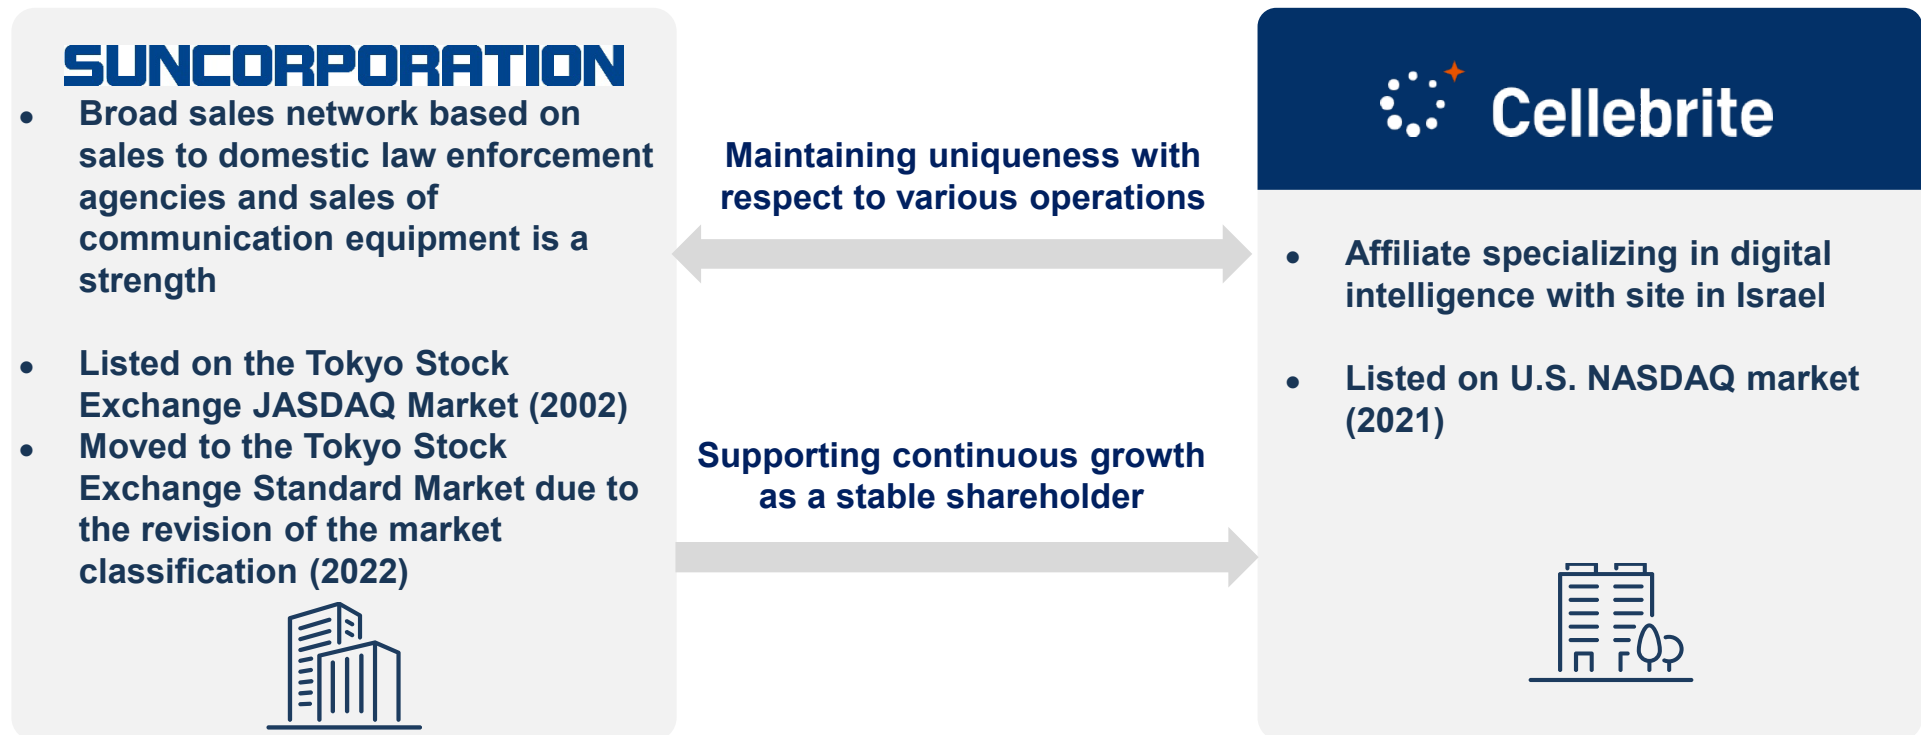 SUNCORPORATION
• Broad sales network based on
sales to domestic law enforcement
agencies and sales of
communication equipment is a
strength
• Listed on the Tokyo Stock
Exchange JASDAQ Market (2002)
• Moved to the Tokyo Stock
Exchange Standard Market due to
the revision of the market
classification (2022)
Maintaining uniqueness with
respect to various operations
Supporting continuous growth
as a stable shareholder
Cellebrite
• Affiliate specializing in digital
intelligence with site in Israel
• Listed on U.S. NASDAQ market
(2021)